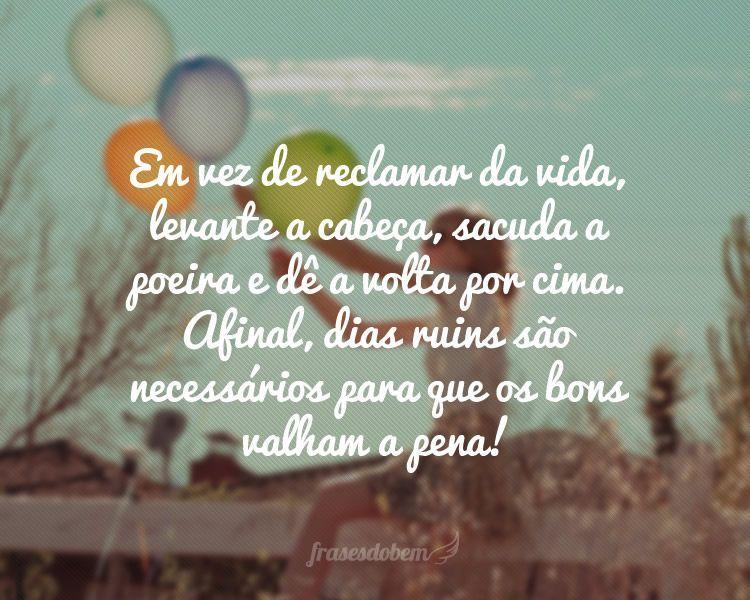 Em vez de reclamar da vida,
levante a cabeça, sacuda a
poeira e dê a volta por cima.
Afinal, dias ruins são
necessários para que os bons
valham a pena!
frasesdobem